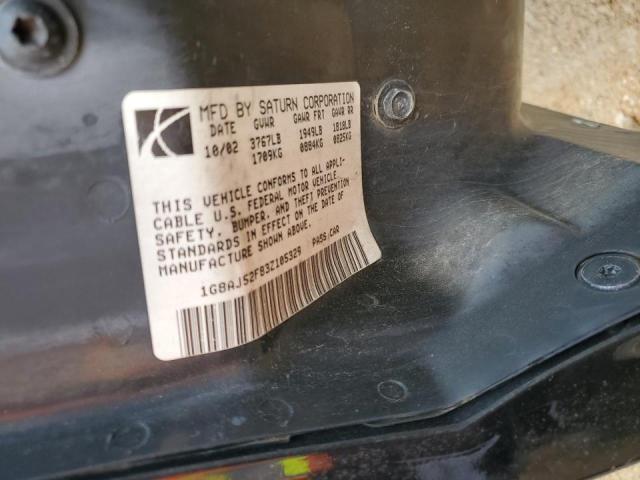 MFD BY SATURN CORPORATION
DATE GVWR GAWR FRT GAWR RR
10/02 3767LB 1949LB 1818LB
1709KG 0884KG 0825KG
THIS VEHICLE CONFORMS TO ALL APPLI-
CABLE U.S. FEDERAL MOTOR VEHICLE
SAFETY, BUMPER, AND THEFT PREVENTION
STANDARDS IN EFFECT ON THE DATE OF
MANUFACTURE SHOWN ABOVE.
1G8AJ52F83Z105329 PASS.CAR